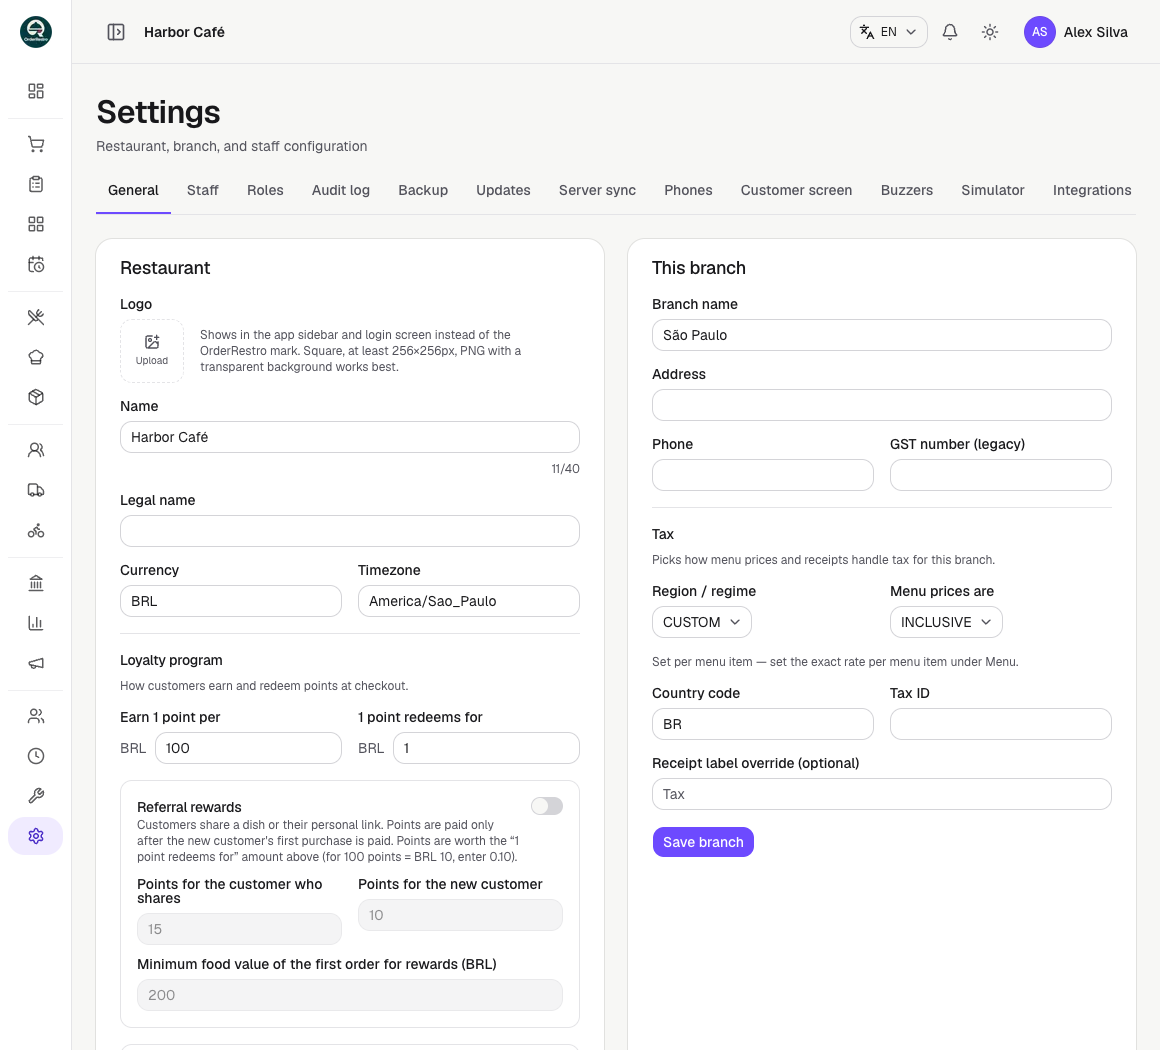 OrderRestro
Harbor Café
EN
AS
Alex Silva
Settings
Restaurant, branch, and staff configuration
General
Staff
Roles
Audit log
Backup
Updates
Server sync
Phones
Customer screen
Buzzers
Simulator
Integrations
Restaurant
Logo
Upload
Shows in the app sidebar and login screen instead of the
OrderRestro mark. Square, at least 256×256px, PNG with a
transparent background works best.
Name
Harbor Café
11/40
Legal name
Currency
Timezone
BRL
America/Sao_Paulo
Loyalty program
How customers earn and redeem points at checkout.
Earn 1 point per
1 point redeems for
BRL
100
BRL
1
Referral rewards
Customers share a dish or their personal link. Points are paid only
after the new customer's first purchase is paid. Points are worth the “1
point redeems for” amount above (for 100 points = BRL 10, enter 0.10).
Points for the customer who
shares
Points for the new customer
15
10
Minimum food value of the first order for rewards (BRL)
200
This branch
Branch name
São Paulo
Address
Phone
GST number (legacy)
Tax
Picks how menu prices and receipts handle tax for this branch.
Region / regime
Menu prices are
CUSTOM
INCLUSIVE
Set per menu item — set the exact rate per menu item under Menu.
Country code
Tax ID
BR
Receipt label override (optional)
Tax
Save branch